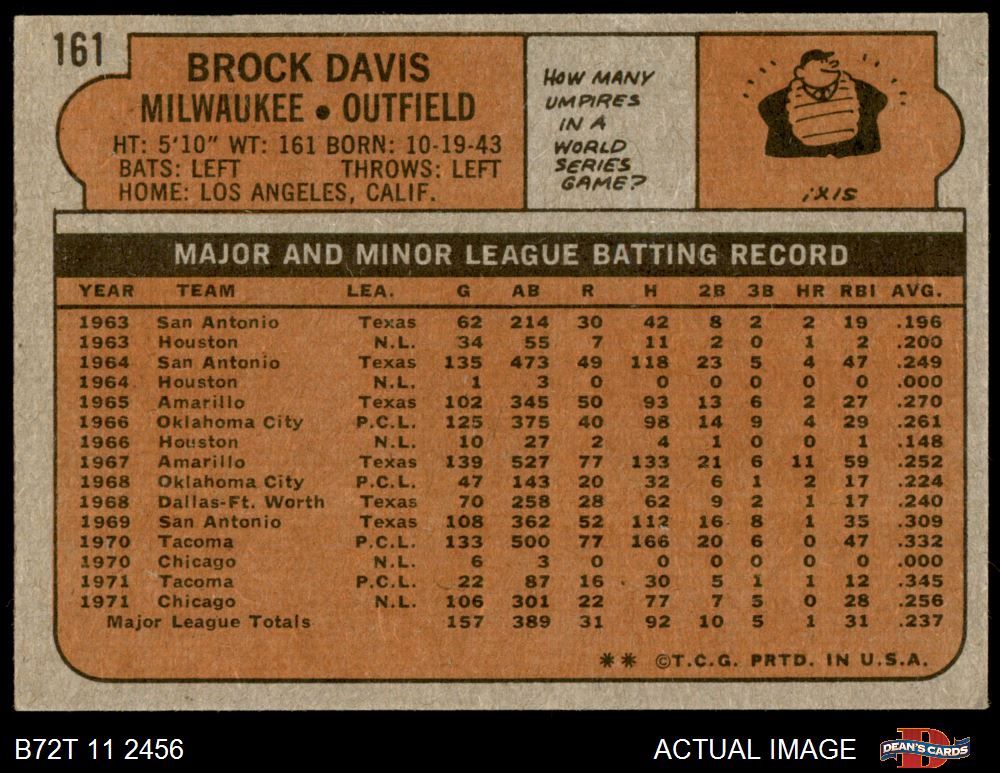 161
BROCK DAVIS
MILWAUKEE • OUTFIELD
HT: 5'10" WT: 161 BORN: 10-19-43
BATS: LEFT THROWS: LEFT
HOME: LOS ANGELES, CALIF.
HOW MANY
UMPIRES
IN A
WORLD
SERIES
GAME?
¡XIS
MAJOR AND MINOR LEAGUE BATTING RECORD
YEAR TEAM LEA. G AB R H 2B 3B HR RBI AVG.
1963 San Antonio Texas 62 214 30 42 8 2 2 19 .196
1963 Houston N.L. 34 55 7 11 2 0 1 2 .200
1964 San Antonio Texas 135 473 49 118 23 5 4 47 .249
1964 Houston N.L. 1 3 0 0 0 0 0 0 .000
1965 Amarillo Texas 102 345 50 93 13 6 2 27 .270
1966 Oklahoma City P.C.L. 125 375 40 98 14 9 4 29 .261
1966 Houston N.L. 10 27 2 4 1 0 0 1 .148
1967 Amarillo Texas 139 527 77 133 21 6 11 59 .252
1968 Oklahoma City P.C.L. 47 143 20 32 6 1 2 17 .224
1968 Dallas-Ft. Worth Texas 70 258 28 62 9 2 1 17 .240
1969 San Antonio Texas 108 362 52 112 16 8 1 35 .309
1970 Tacoma P.C.L. 133 500 77 166 20 6 0 47 .332
1970 Chicago N.L. 6 3 0 0 0 0 0 0 .000
1971 Tacoma P.C.L. 22 87 16 30 5 1 1 12 .345
1971 Chicago N.L. 106 301 22 77 7 5 0 28 .256
Major League Totals 157 389 31 92 10 5 1 31 .237
** ©T.C.G. PRTD. IN U.S.A.
B72T 11 2456 ACTUAL IMAGE DEAN'S CARDS